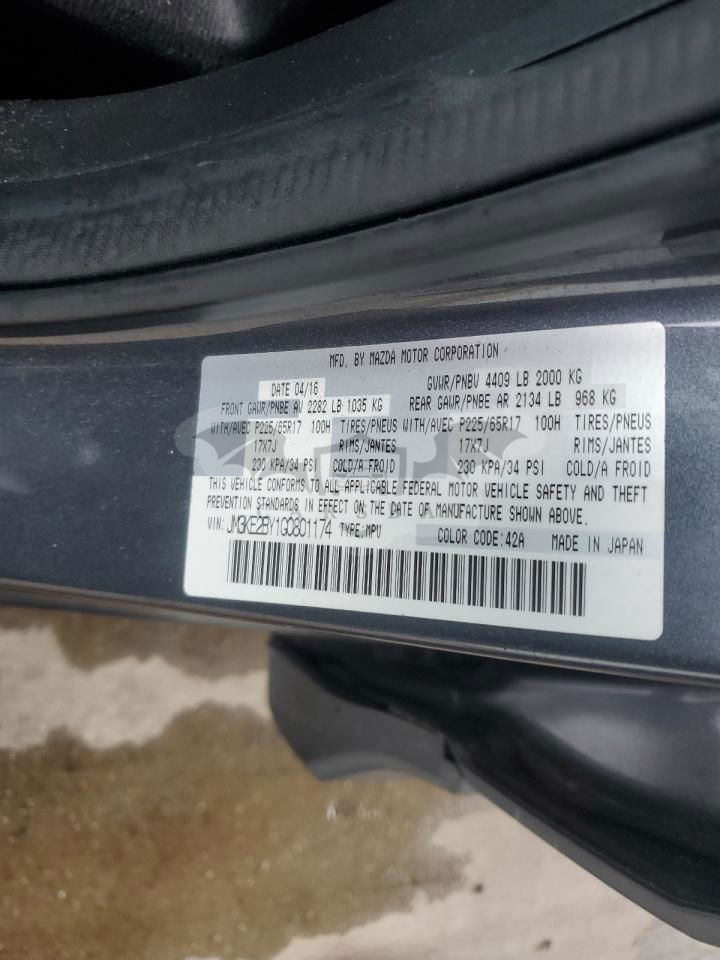 MFD. BY MAZDA MOTOR CORPORATION
DATE 04/16 GVWR/PNBV 4409 LB 2000 KG
FRONT GAWR/PNBE AV 2282 LB 1035 KG REAR GAWR/PNBE AR 2134 LB 968 KG
WITH/AVEC P225/65R17 100H TIRES/PNEUS WITH/AVEC P225/65R17 100H TIRES/PNEUS
17X7J RIMS/JANTES 17X7J RIMS/JANTES
230 KPA/34 PSI COLD/A FROID 230 KPA/34 PSI COLD/A FROID
THIS VEHICLE CONFORMS TO ALL APPLICABLE FEDERAL MOTOR VEHICLE SAFETY AND THEFT
PREVENTION STANDARDS IN EFFECT ON THE DATE OF MANUFACTURE SHOWN ABOVE.
VIN: JM3KE2BY1G0801174 TYPE:MPV COLOR CODE:42A MADE IN JAPAN